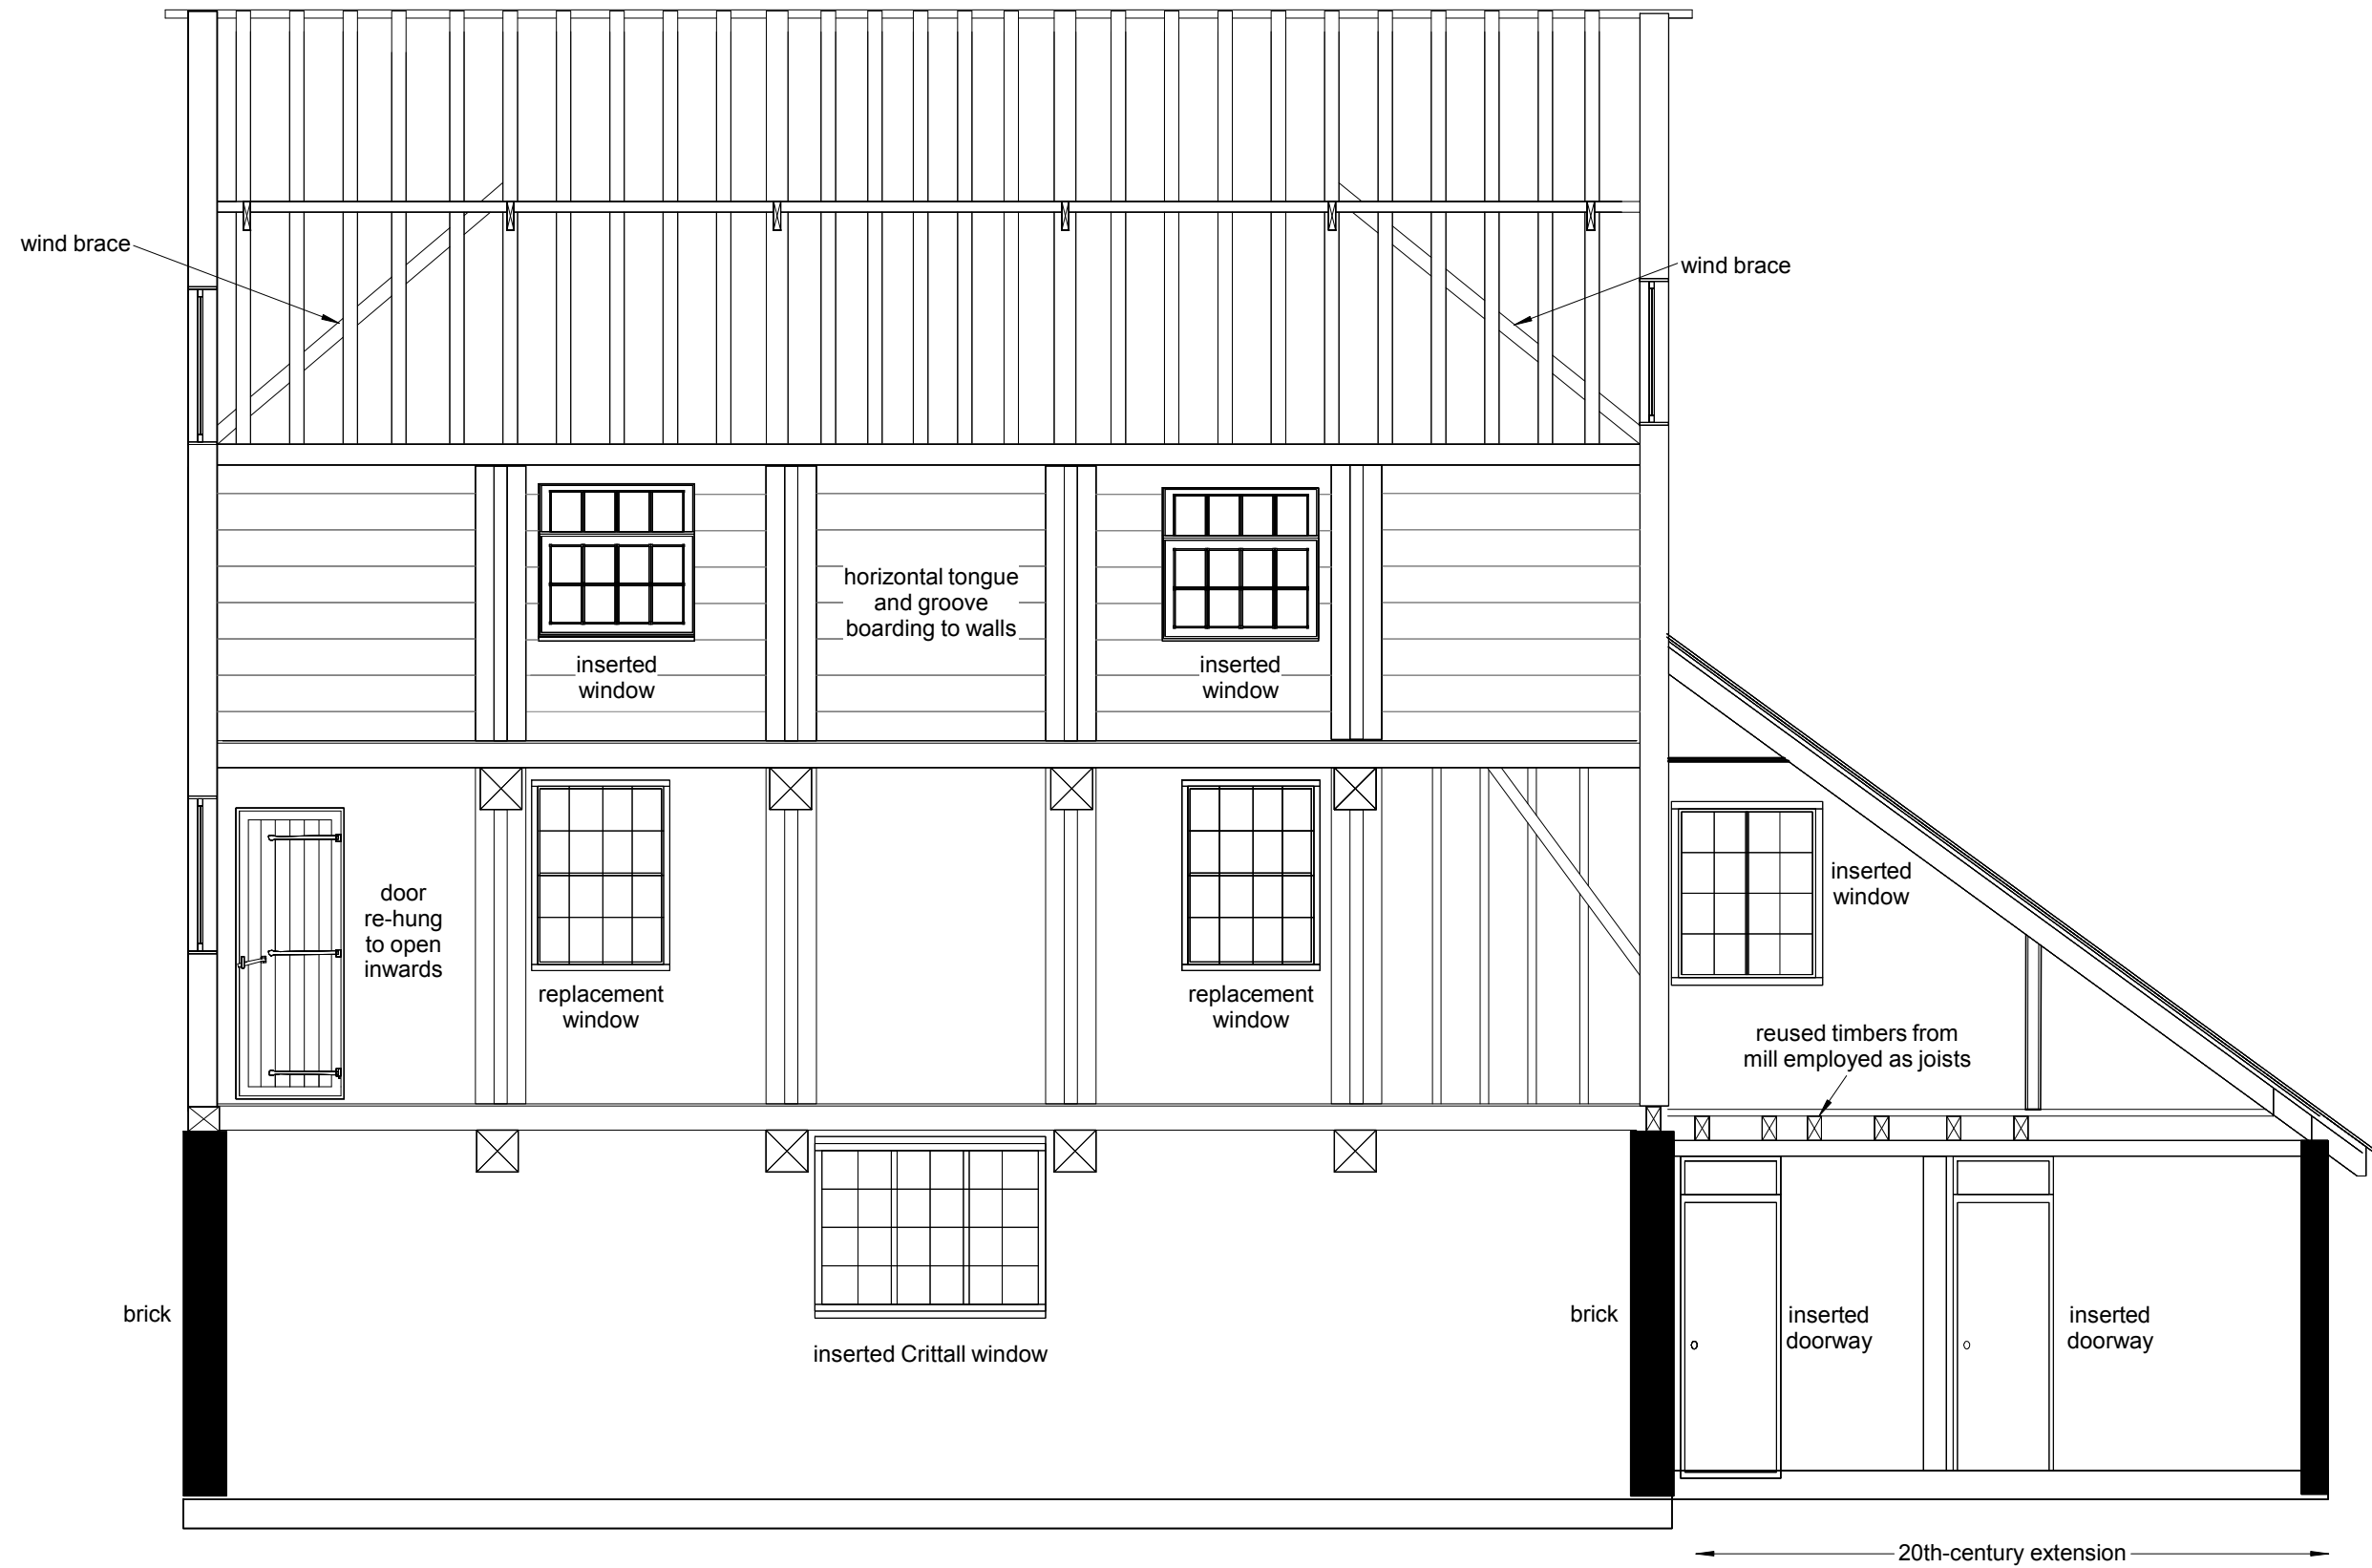 wind brace
wind brace
horizontal tongue
and groove
boarding to walls
inserted
window
inserted
window
door
re-hung
to open
inwards
replacement
window
replacement
window
inserted
window
reused timbers from
mill employed as joists
brick
inserted Crittall window
brick
inserted
doorway
inserted
doorway
20th-century extension